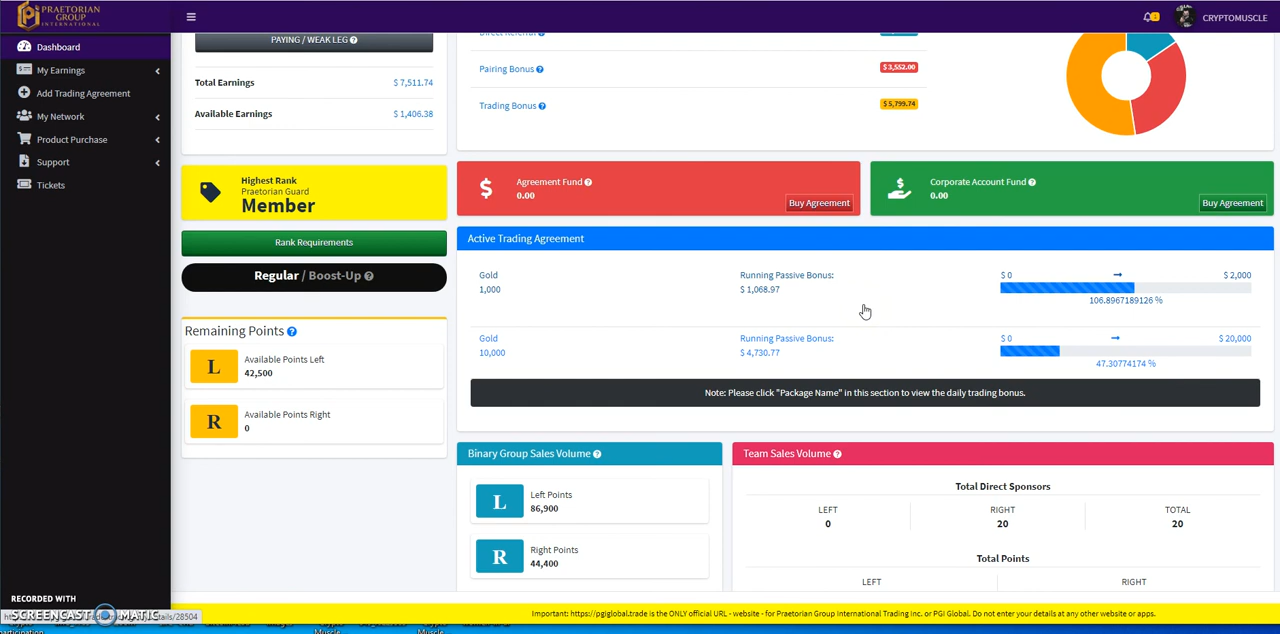 PRAETORIAN
GROUP
INTERNATIONAL
CRYPTOMUSCLE
Dashboard
My Earnings
Add Trading Agreement
My Network
Product Purchase
Support
Tickets
PAYING / WEAK LEG
Total Earnings $ 7,511.74
Available Earnings $ 1,406.38
Direct Referral
Pairing Bonus $ 3,552.00
Trading Bonus $ 5,799.74
Highest Rank
Praetorian Guard
Member
Rank Requirements
Regular / Boost-Up
Remaining Points
L Available Points Left
42,500
R Available Points Right
0
Agreement Fund
0.00
Buy Agreement
Corporate Account Fund
0.00
Buy Agreement
Active Trading Agreement
Gold Running Passive Bonus: $ 0 → $ 2,000
1,000 $ 1,068.97
106.8967189126 %
Gold Running Passive Bonus: $ 0 → $ 20,000
10,000 $ 4,730.77
47.30774174 %
Note: Please click "Package Name" in this section to view the daily trading bonus.
Binary Group Sales Volume
L Left Points
86,900
R Right Points
44,400
Team Sales Volume
Total Direct Sponsors
LEFT RIGHT TOTAL
0 20 20
Total Points
LEFT RIGHT
RECORDED WITH
SCREENCAST MATIC
Important: https://pgiglobal.trade is the ONLY official URL - website - for Praetorian Group International Trading Inc. or PGI Global. Do not enter your details at any other website or apps.